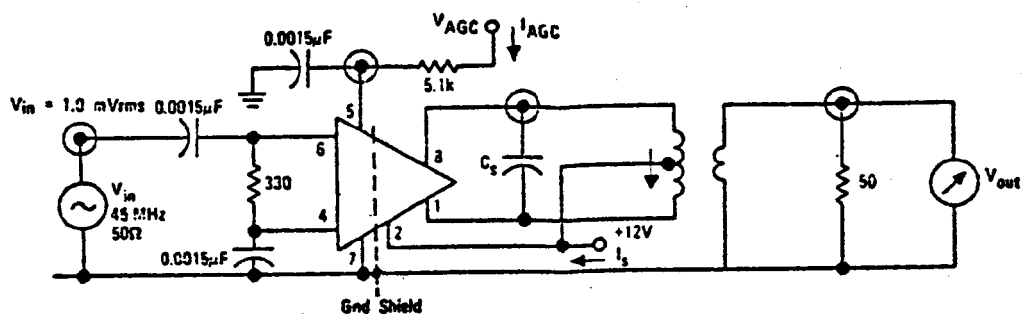 0.0015µF
VAGC
IAGC
5.1k
Vin = 1.0 mVrms
0.0015µF
5
6
8
330
Cs
50
Vout
Vin
45 MHz
50Ω
4
1
2
+12V
Is
0.0015µF
7
Gnd Shield